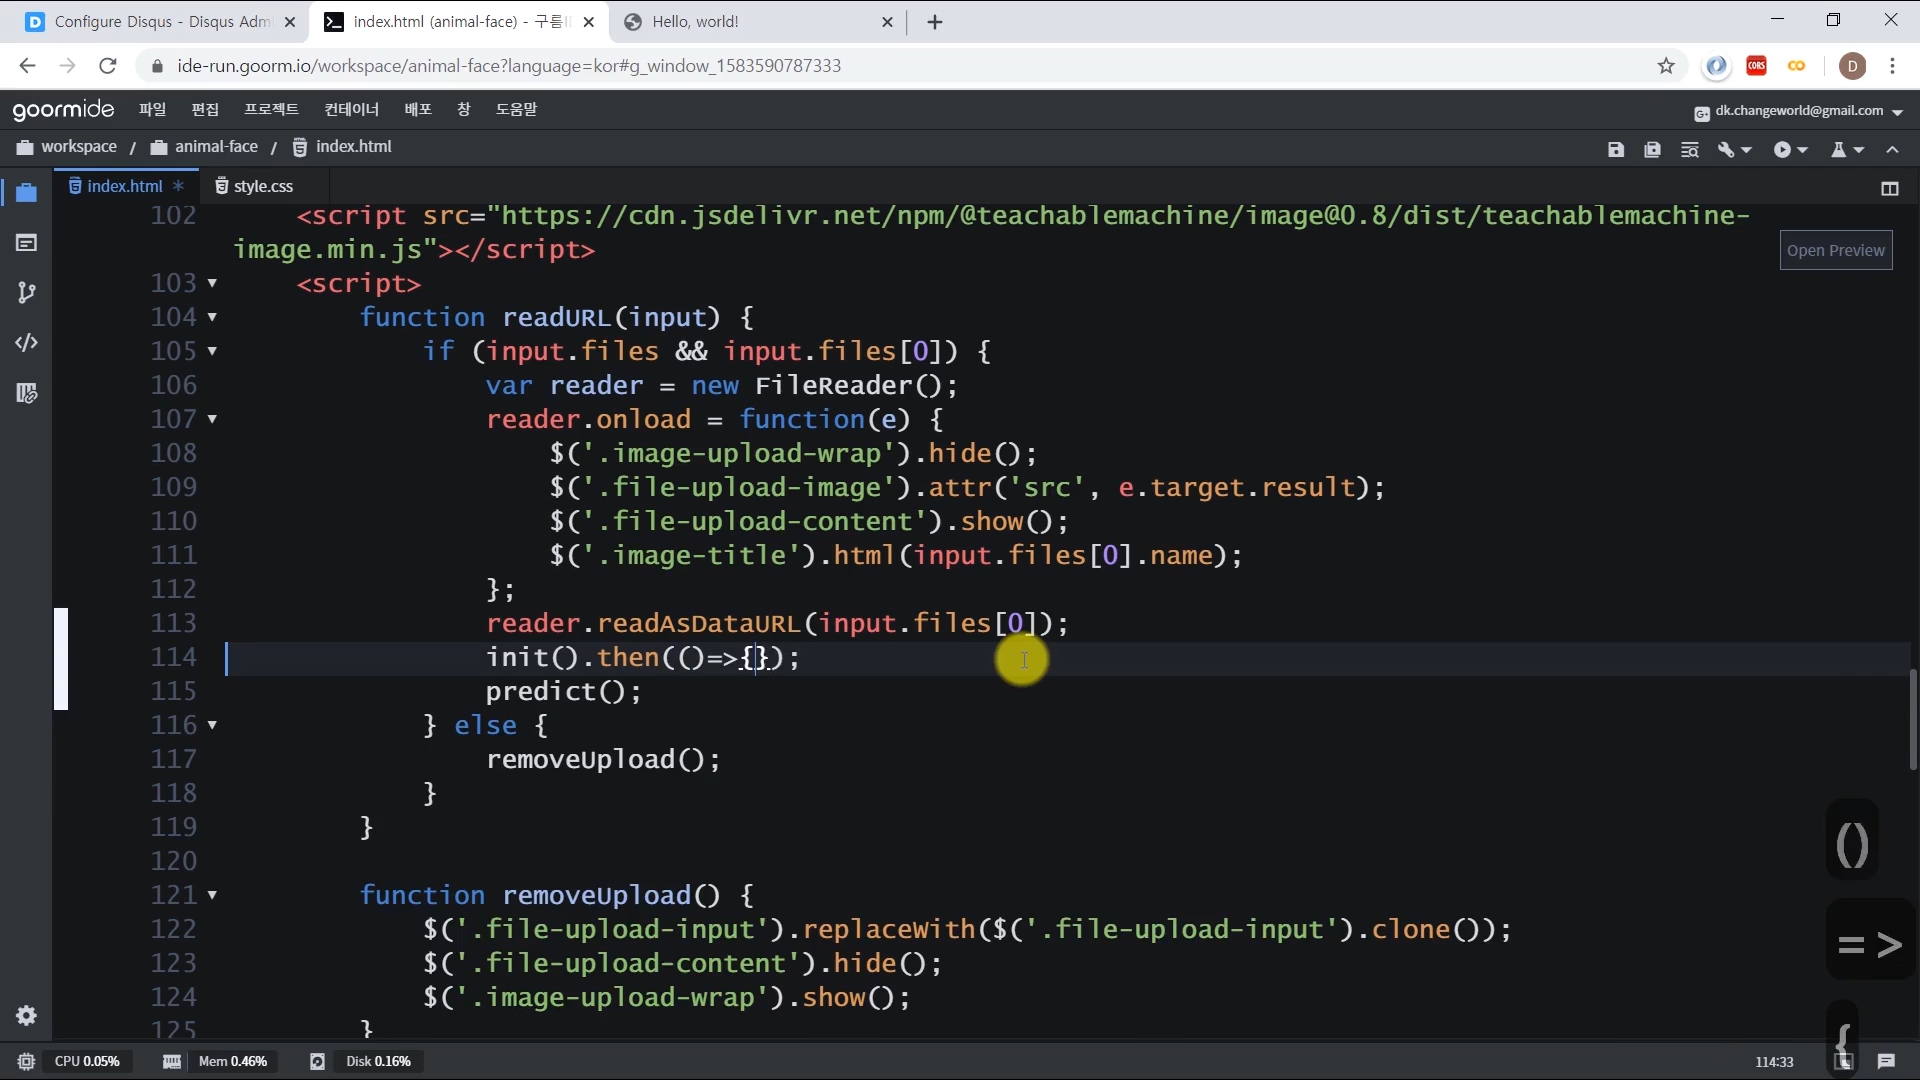 Configure Disqus - Disqus Adm
index.html (animal-face) - 구름I
Hello, world!
ide-run.goorm.io/workspace/animal-face?language=kor#g_window_1583590787333
CORS
CO
D
goormide 파일 편집 프로젝트 컨테이너 배포 창 도움말
dk.changeworld@gmail.com
workspace / animal-face / index.html
index.html * style.css
Open Preview
102 <script src="https://cdn.jsdelivr.net/npm/@teachablemachine/image@0.8/dist/teachablemachine-
image.min.js"></script>
103 <script>
104 function readURL(input) {
105 if (input.files && input.files[0]) {
106 var reader = new FileReader();
107 reader.onload = function(e) {
108 $('.image-upload-wrap').hide();
109 $('.file-upload-image').attr('src', e.target.result);
110 $('.file-upload-content').show();
111 $('.image-title').html(input.files[0].name);
112 };
113 reader.readAsDataURL(input.files[0]);
114 init().then(()=>{});
115 predict();
116 } else {
117 removeUpload();
118 }
119 }
120
121 function removeUpload() {
122 $('.file-upload-input').replaceWith($('.file-upload-input').clone());
123 $('.file-upload-content').hide();
124 $('.image-upload-wrap').show();
125 }
()
=>
{
CPU 0.05% Mem 0.46% Disk 0.16% 114:33